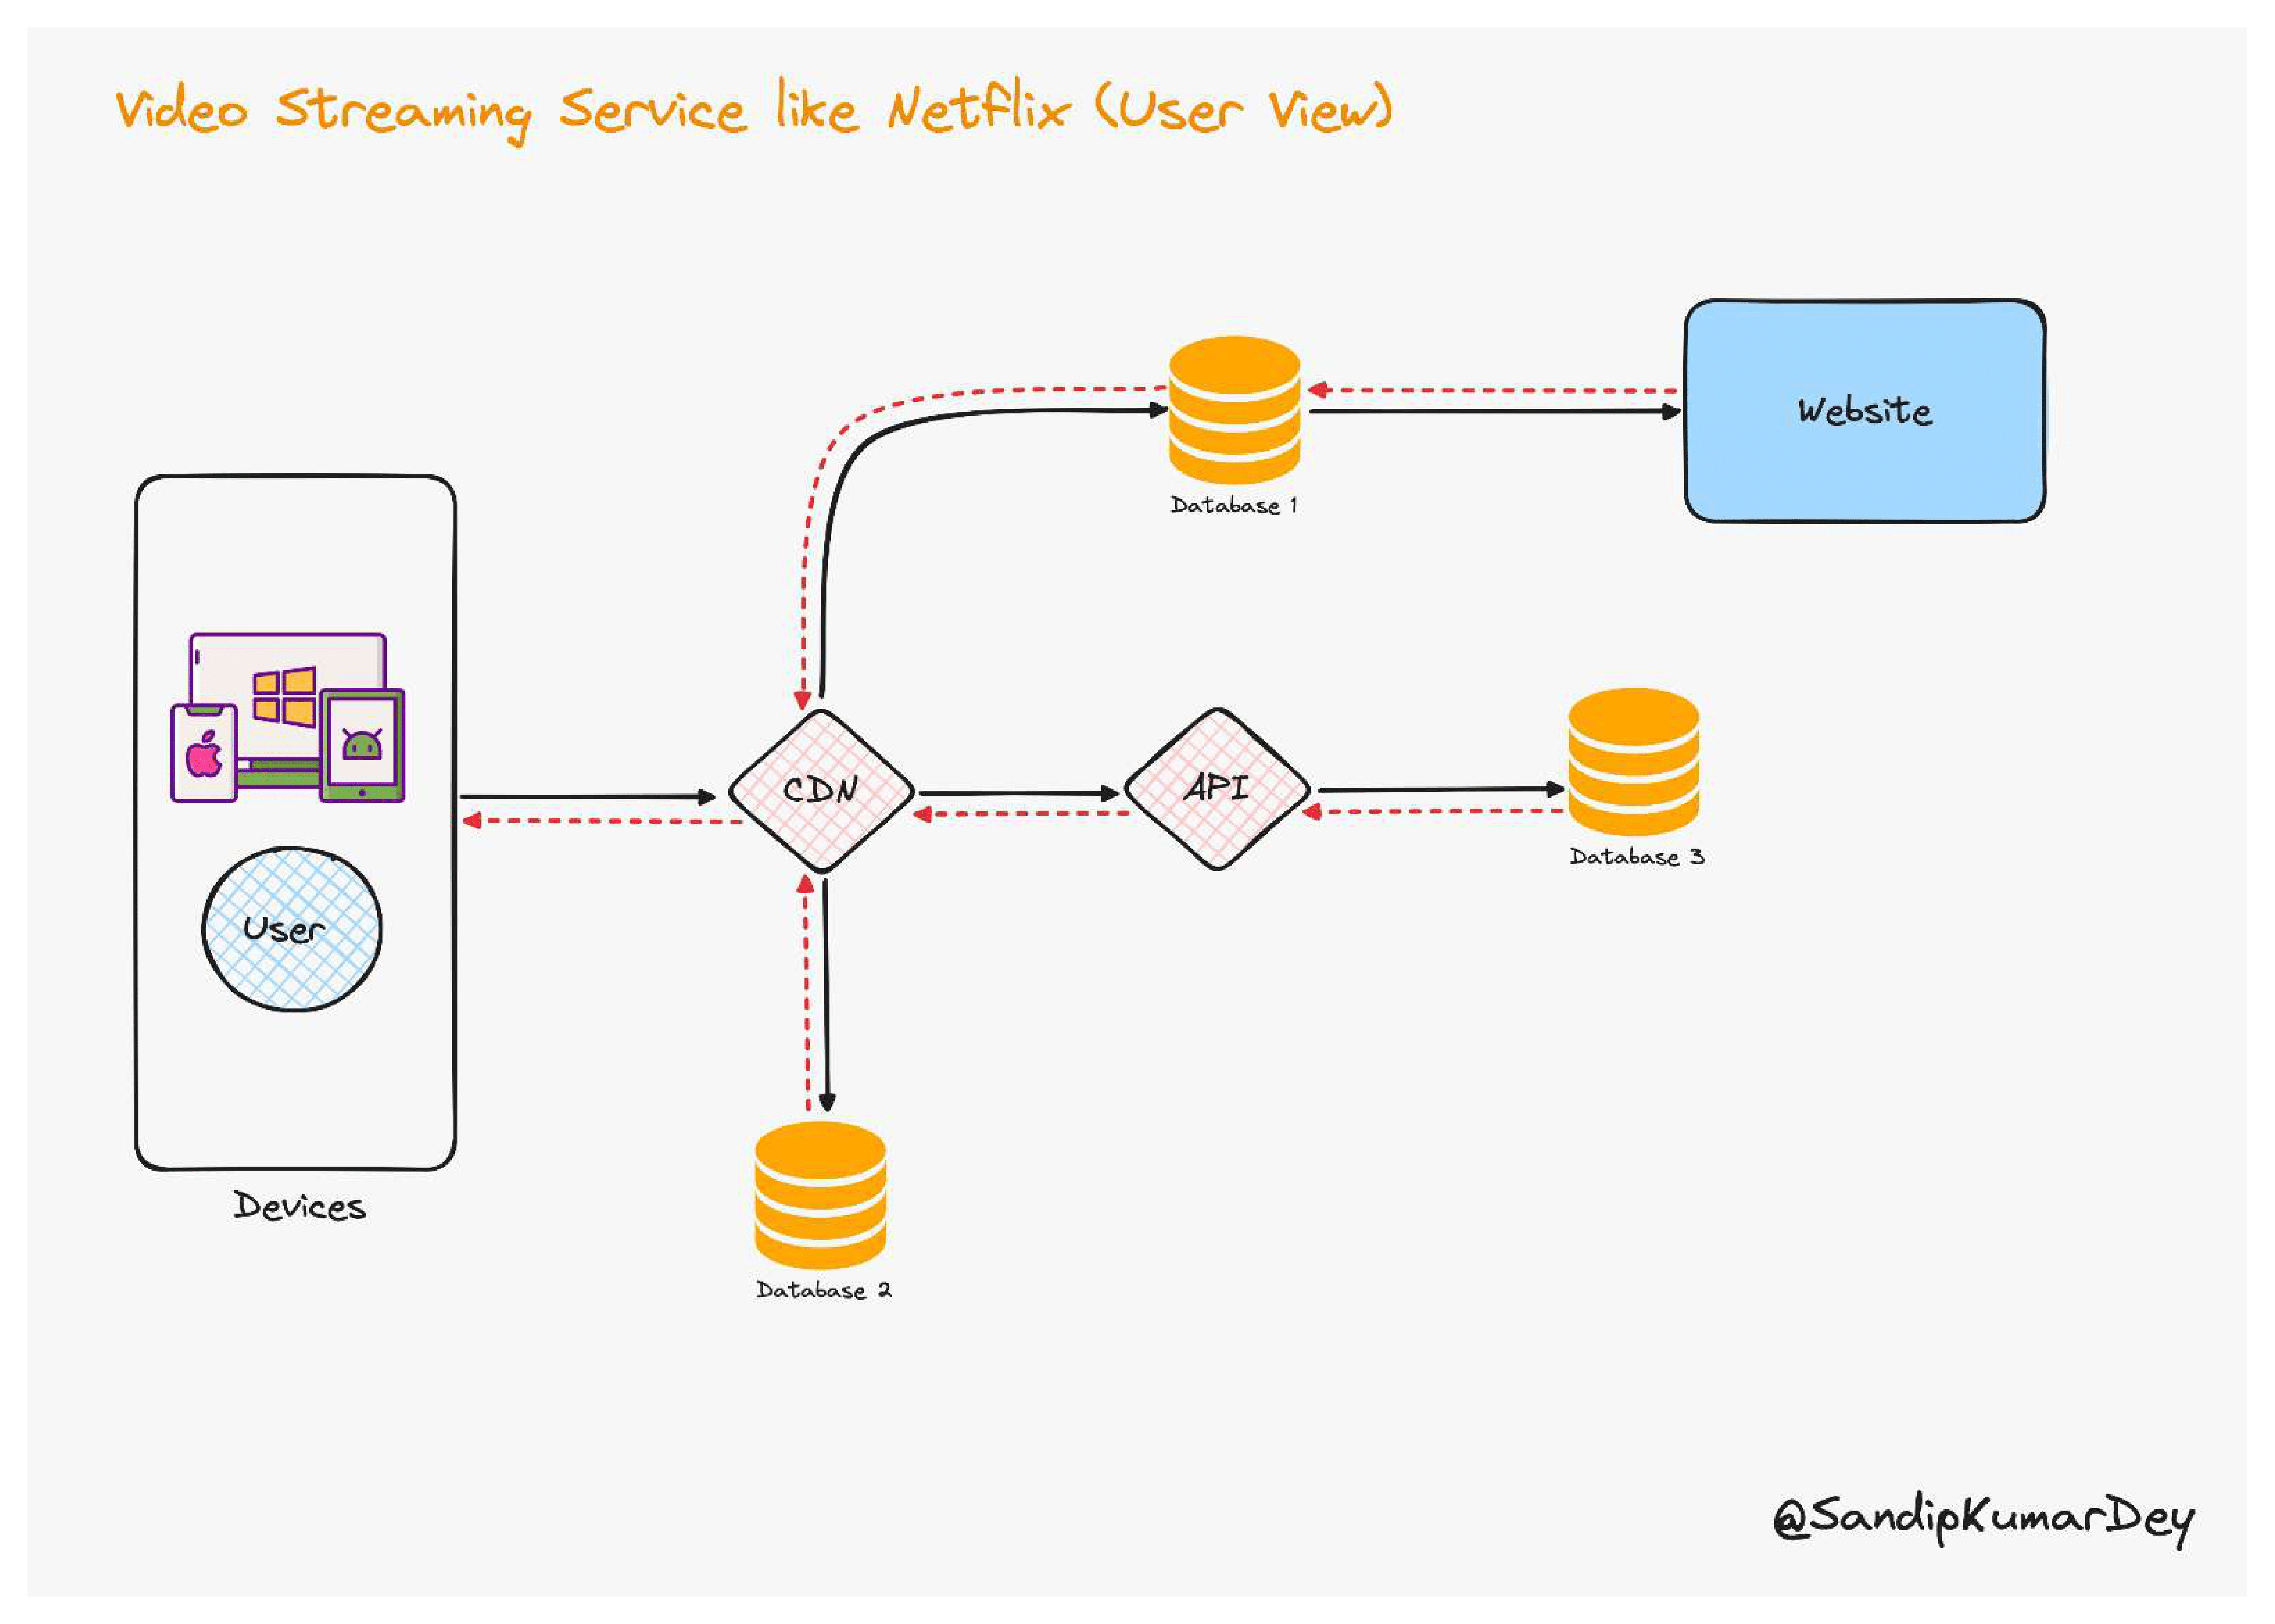 Video Streaming Service like Netflix (User View)
Website
Database 1
CDN
API
Database 3
User
Devices
Database 2
@SandipKumarDey